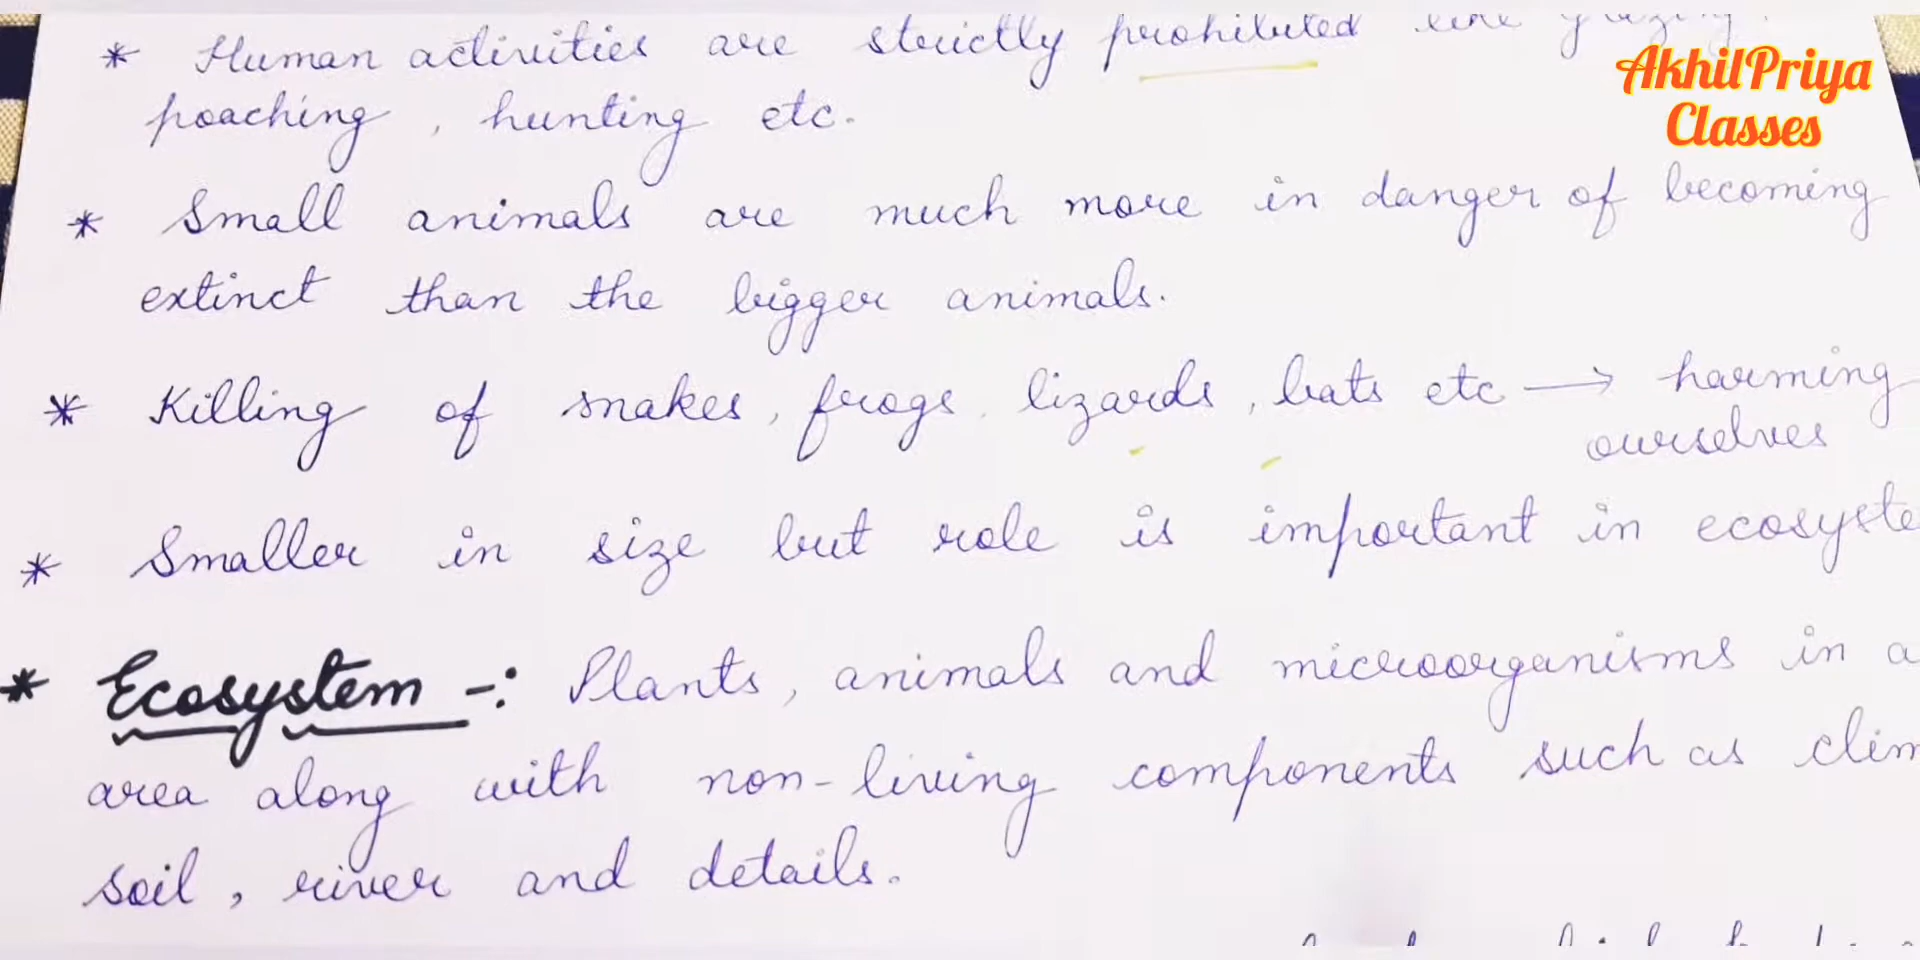 * Human activities are strictly prohibited like grazing,
AkhilPriya
Classes
poaching, hunting etc.
* Small animals are much more in danger of becoming
extinct than the bigger animals.
* Killing of snakes, frogs, lizards, bats etc → harming
ourselves
* Smaller in size but role is important in ecosyste
* Ecosystem -: Plants, animals and microorganisms in a
area along with non-living components such as clim
soil, river and details.